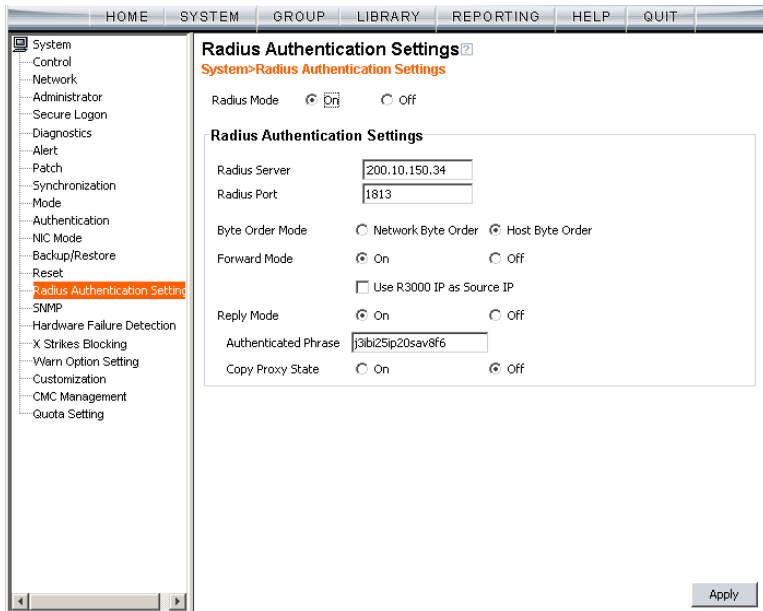 HOME SYSTEM GROUP LIBRARY REPORTING HELP QUIT
System
Control
Network
Administrator
Secure Logon
Diagnostics
Alert
Patch
Synchronization
Mode
Authentication
NIC Mode
Backup/Restore
Reset
Radius Authentication Setting
SNMP
Hardware Failure Detection
X Strikes Blocking
Warn Option Setting
Customization
CMC Management
Quota Setting
Radius Authentication Settings ?
System>Radius Authentication Settings
Radius Mode On Off
Radius Authentication Settings
Radius Server 200.10.150.34
Radius Port 1813
Byte Order Mode Network Byte Order Host Byte Order
Forward Mode On Off
Use R3000 IP as Source IP
Reply Mode On Off
Authenticated Phrase j3ibi25ip20sav8f6
Copy Proxy State On Off
Apply